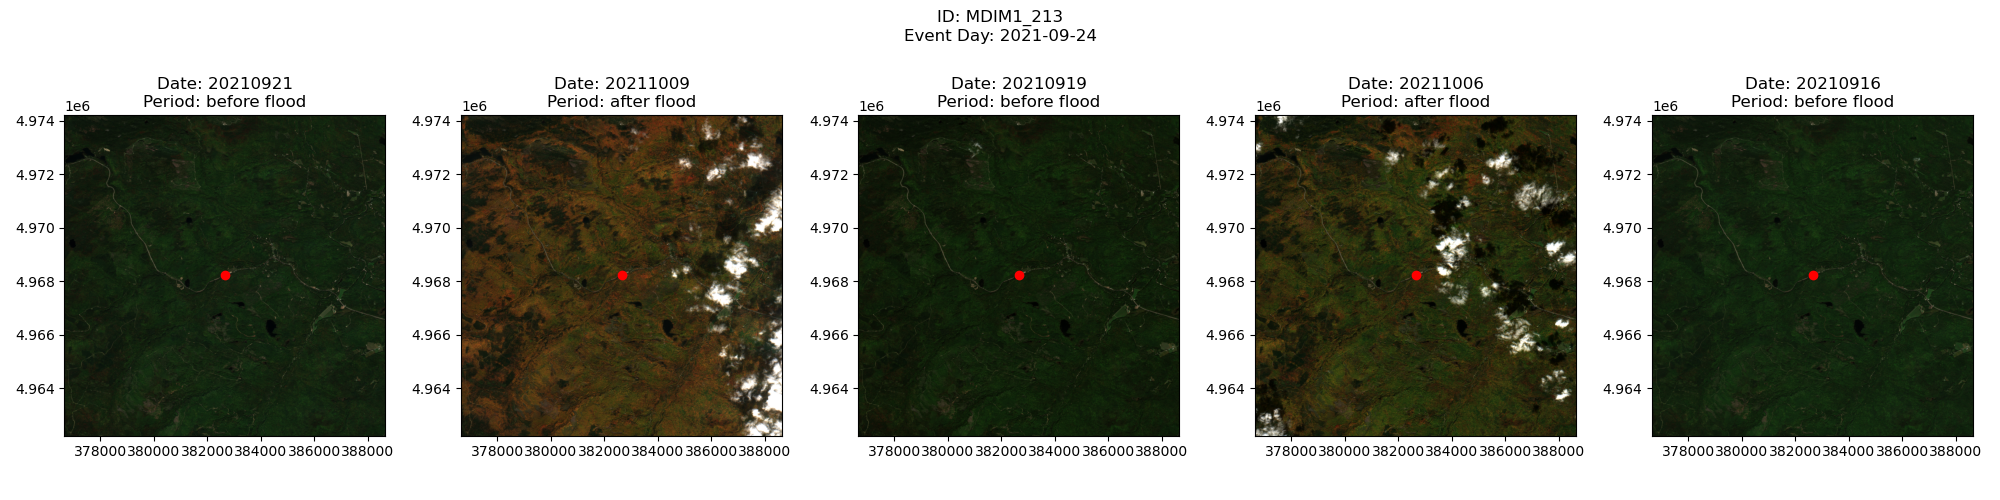 ID: MDIM1_213
Event Day: 2021-09-24
Date: 20210921
Period: before flood
1e6
4.974
4.972
4.970
4.968
4.966
4.964
378000 380000 382000 384000 386000 388000
Date: 20211009
Period: after flood
1e6
4.974
4.972
4.970
4.968
4.966
4.964
378000 380000 382000 384000 386000 388000
Date: 20210919
Period: before flood
1e6
4.974
4.972
4.970
4.968
4.966
4.964
378000 380000 382000 384000 386000 388000
Date: 20211006
Period: after flood
1e6
4.974
4.972
4.970
4.968
4.966
4.964
378000 380000 382000 384000 386000 388000
Date: 20210916
Period: before flood
1e6
4.974
4.972
4.970
4.968
4.966
4.964
378000 380000 382000 384000 386000 388000